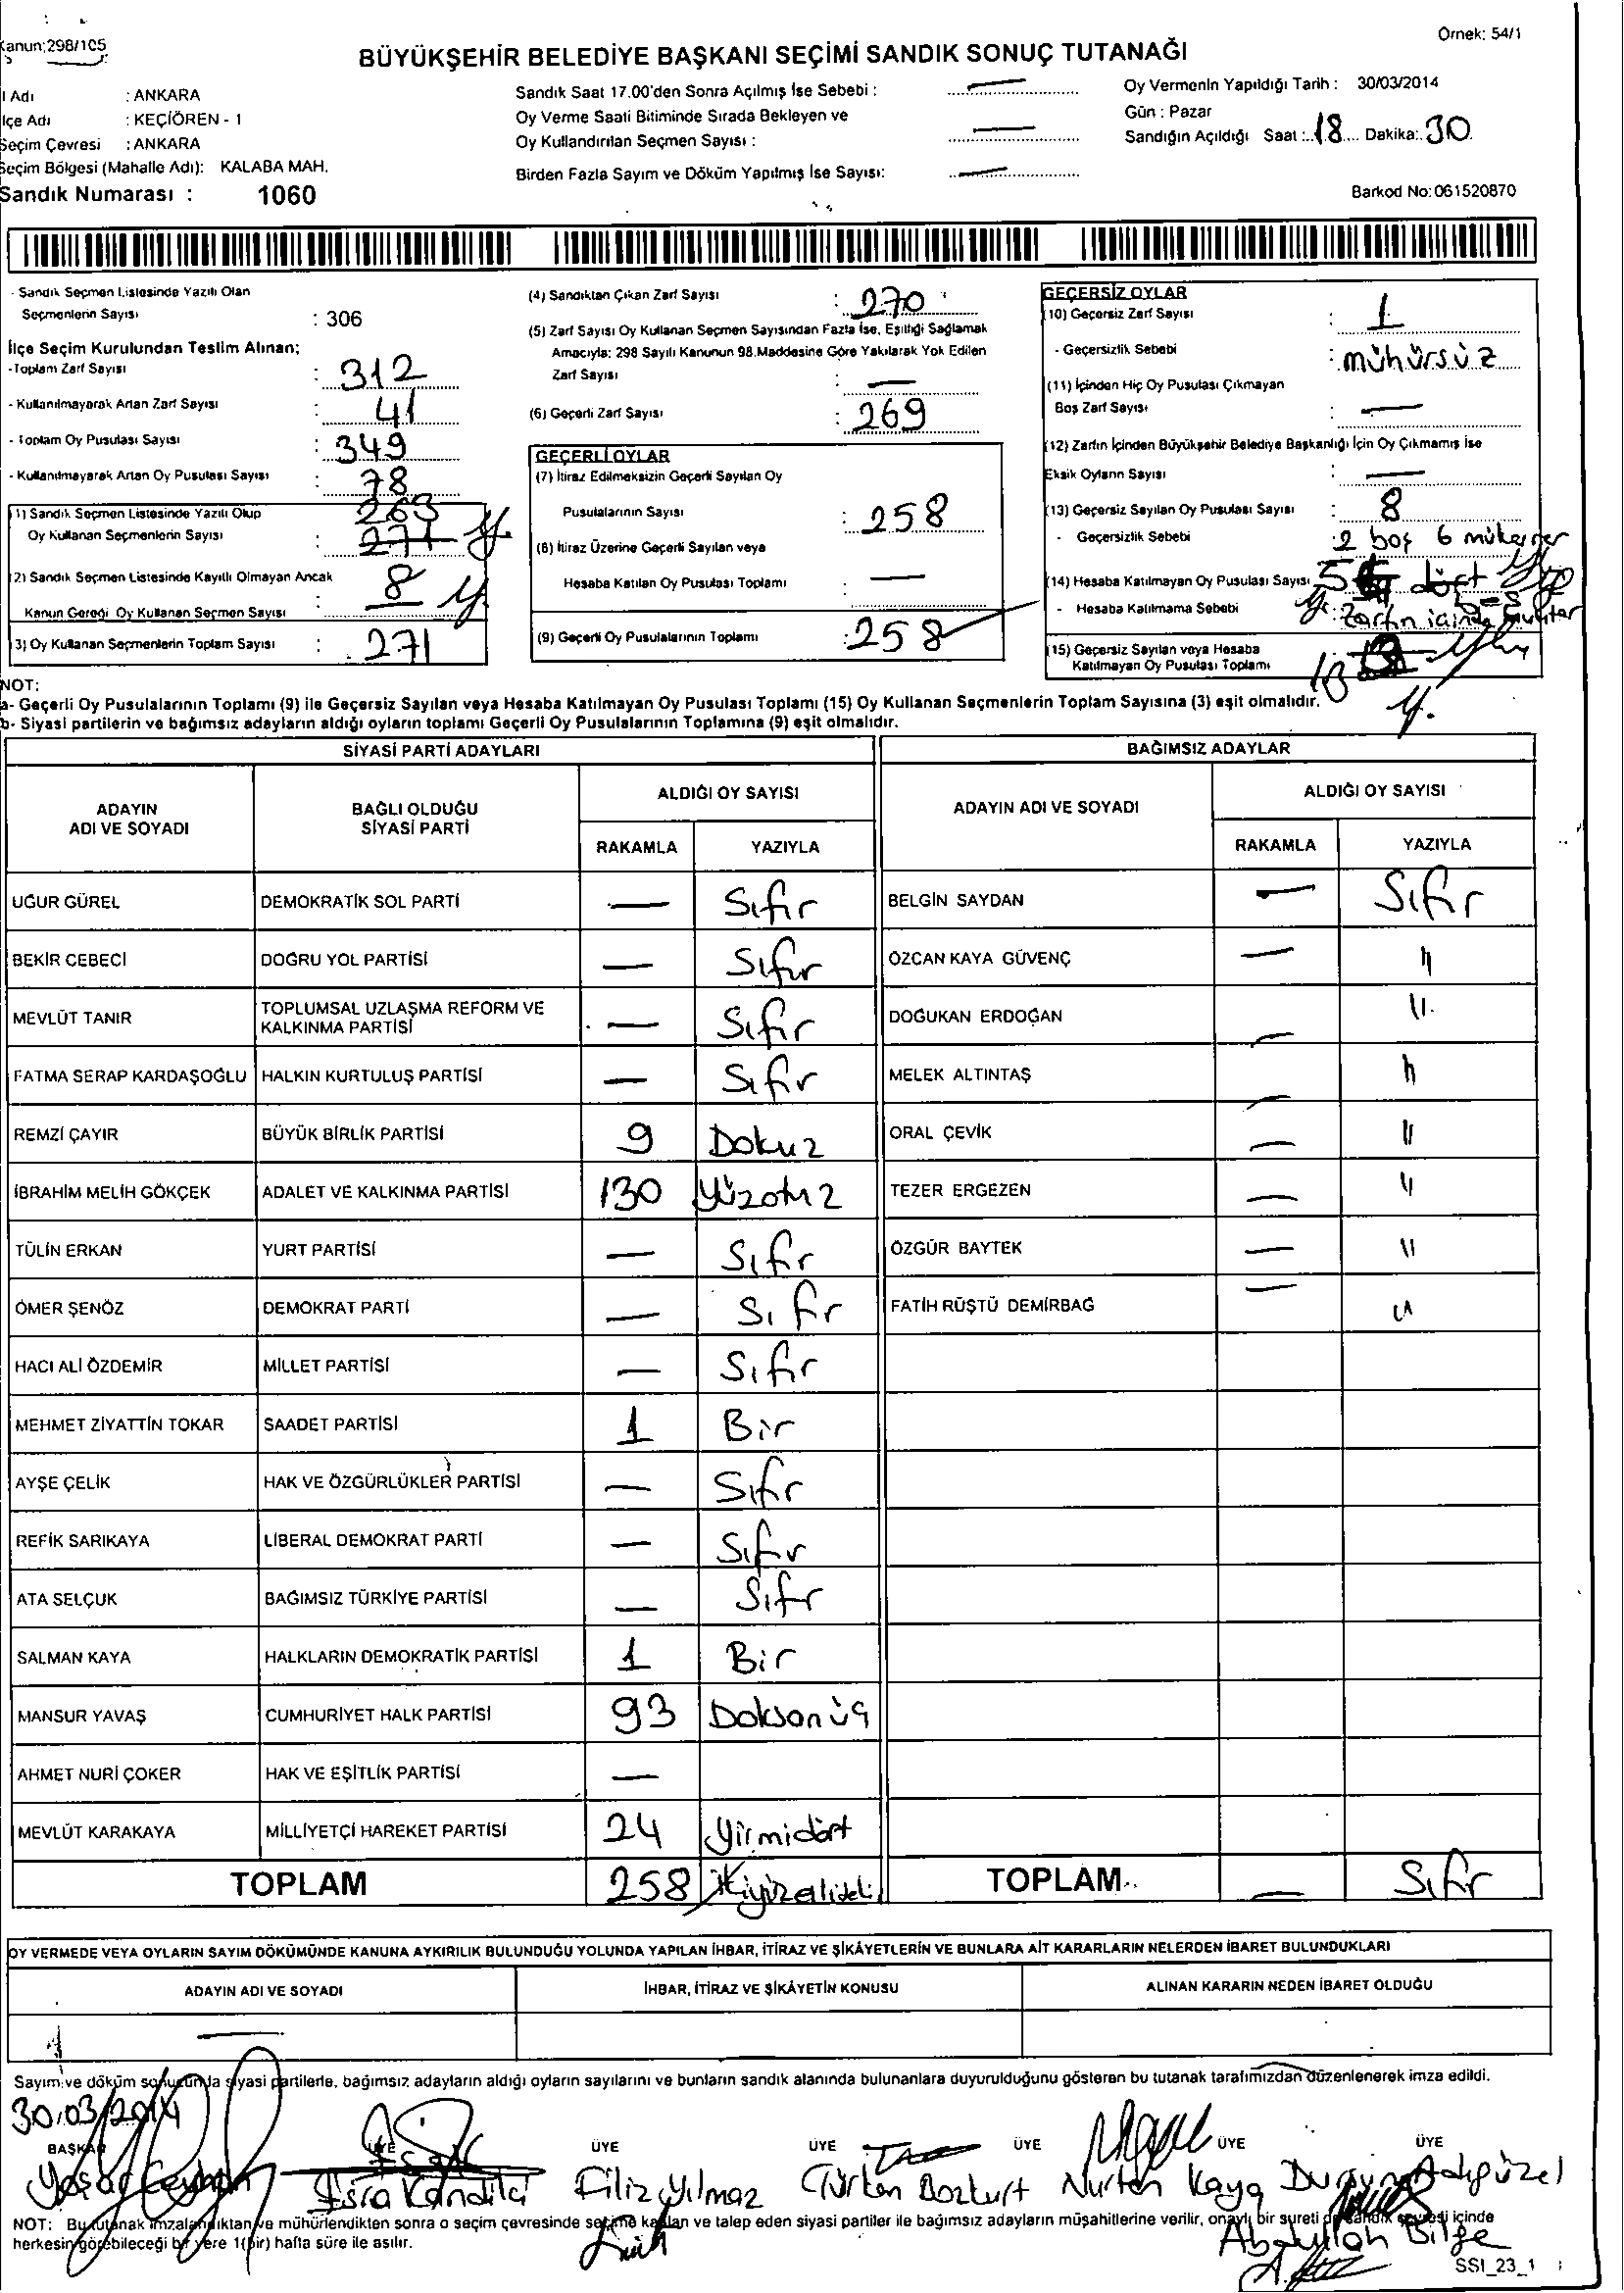 Kanun:298/105
Örnek: 54/1
BÜYÜKŞEHİR BELEDİYE BAŞKANI SEÇİMİ SANDIK SONUÇ TUTANAĞI
l Adı : ANKARA
lçe Adı : KEÇİÖREN - 1
Seçim Çevresi : ANKARA
Seçim Bölgesi (Mahalle Adı): KALABA MAH.
Sandık Numarası : 1060
Sandık Saat 17.00'den Sonra Açılmış İse Sebebi : —
Oy Verme Saati Bitiminde Sırada Bekleyen ve
Oy Kullandırılan Seçmen Sayısı : —
Birden Fazla Sayım ve Döküm Yapılmış İse Sayısı: —
Oy Vermenin Yapıldığı Tarih : 30/03/2014
Gün : Pazar
Sandığın Açıldığı Saat : 18 Dakika: 30
Barkod No: 061520870
- Sandık Seçmen Listesinde Yazılı Olan
Seçmenlerin Sayısı : 306
İlçe Seçim Kurulundan Teslim Alınan;
-Toplam Zarf Sayısı : 312
- Kullanılmayarak Artan Zarf Sayısı : 41
- Toplam Oy Pusulası Sayısı : 349
- Kullanılmayarak Artan Oy Pusulası Sayısı : 78
(1) Sandık Seçmen Listesinde Yazılı Olup 263
Oy Kullanan Seçmenlerin Sayısı : 271
(2) Sandık Seçmen Listesinde Kayıtlı Olmayan Ancak
Kanun Gereği Oy Kullanan Seçmen Sayısı : 8
(3) Oy Kullanan Seçmenlerin Toplam Sayısı : 271
(4) Sandıktan Çıkan Zarf Sayısı : 270
(5) Zarf Sayısı Oy Kullanan Seçmen Sayısından Fazla İse, Eşitliği Sağlamak
Amacıyla: 298 Sayılı Kanunun 98.Maddesine Göre Yakılarak Yok Edilen
Zarf Sayısı : —
(6) Geçerli Zarf Sayısı : 269
GEÇERLİ OYLAR
(7) İtiraz Edilmeksizin Geçerli Sayılan Oy
Pusulalarının Sayısı : 258
(8) İtiraz Üzerine Geçerli Sayılan veya
Hesaba Katılan Oy Pusulası Toplamı : —
(9) Geçerli Oy Pusulalarının Toplamı : 258
GEÇERSİZ OYLAR
(10) Geçersiz Zarf Sayısı : 1
- Geçersizlik Sebebi : mühürsüz
(11) İçinden Hiç Oy Pusulası Çıkmayan
Boş Zarf Sayısı : —
(12) Zarfın İçinden Büyükşehir Belediye Başkanlığı İçin Oy Çıkmamış İse
Eksik Oyların Sayısı : —
(13) Geçersiz Sayılan Oy Pusulası Sayısı : 8
- Geçersizlik Sebebi : 2 boş 6 mükerrer
(14) Hesaba Katılmayan Oy Pusulası Sayısı 5 dört
- Hesaba Katılmama Sebebi : zarfın içinde
(15) Geçersiz Sayılan veya Hesaba
Katılmayan Oy Pusulası Toplamı 13
NOT:
a- Geçerli Oy Pusulalarının Toplamı (9) ile Geçersiz Sayılan veya Hesaba Katılmayan Oy Pusulası Toplamı (15) Oy Kullanan Seçmenlerin Toplam Sayısına (3) eşit olmalıdır.
b- Siyasi partilerin ve bağımsız adayların aldığı oyların toplamı Geçerli Oy Pusulalarının Toplamına (9) eşit olmalıdır.
SİYASİ PARTİ ADAYLARI BAĞIMSIZ ADAYLAR
ADAYIN ADI VE SOYADI BAĞLI OLDUĞU SİYASİ PARTİ ALDIĞI OY SAYISI ADAYIN ADI VE SOYADI ALDIĞI OY SAYISI
RAKAMLA YAZIYLA RAKAMLA YAZIYLA
UĞUR GÜREL DEMOKRATİK SOL PARTİ — Sıfır BELGİN SAYDAN — Sıfır
BEKİR CEBECİ DOĞRU YOL PARTİSİ — Sıfır ÖZCAN KAYA GÜVENÇ — "
MEVLÜT TANIR TOPLUMSAL UZLAŞMA REFORM VE KALKINMA PARTİSİ — Sıfır DOĞUKAN ERDOĞAN — "
FATMA SERAP KARDAŞOĞLU HALKIN KURTULUŞ PARTİSİ — Sıfır MELEK ALTINTAŞ — "
REMZİ ÇAYIR BÜYÜK BİRLİK PARTİSİ 9 Dokuz ORAL ÇEVİK — "
İBRAHİM MELİH GÖKÇEK ADALET VE KALKINMA PARTİSİ 130 Yüzotuz TEZER ERGEZEN — "
TÜLİN ERKAN YURT PARTİSİ — Sıfır ÖZGÜR BAYTEK — "
ÖMER ŞENÖZ DEMOKRAT PARTİ — Sıfır FATİH RÜŞTÜ DEMİRBAĞ — "
HACI ALİ ÖZDEMİR MİLLET PARTİSİ — Sıfır
MEHMET ZİYATTİN TOKAR SAADET PARTİSİ 1 Bir
AYŞE ÇELİK HAK VE ÖZGÜRLÜKLER PARTİSİ — Sıfır
REFİK SARIKAYA LİBERAL DEMOKRAT PARTİ — Sıfır
ATA SELÇUK BAĞIMSIZ TÜRKİYE PARTİSİ — Sıfır
SALMAN KAYA HALKLARIN DEMOKRATİK PARTİSİ 1 Bir
MANSUR YAVAŞ CUMHURİYET HALK PARTİSİ 93 Doksanüç
AHMET NURİ ÇOKER HAK VE EŞİTLİK PARTİSİ —
MEVLÜT KARAKAYA MİLLİYETÇİ HAREKET PARTİSİ 24 Yirmidört
TOPLAM 258 TOPLAM — Sıfır
OY VERMEDE VEYA OYLARIN SAYIM DÖKÜMÜNDE KANUNA AYKIRILIK BULUNDUĞU YOLUNDA YAPILAN İHBAR, İTİRAZ VE ŞİKÂYETLERİN VE BUNLARA AİT KARARLARIN NELERDEN İBARET BULUNDUKLARI
ADAYIN ADI VE SOYADI İHBAR, İTİRAZ VE ŞİKÂYETİN KONUSU ALINAN KARARIN NEDEN İBARET OLDUĞU
—
Sayım ve döküm sonucunda siyasi partilerle, bağımsız adayların aldığı oyların sayılarını ve bunların sandık alanında bulunanlara duyurulduğunu gösteren bu tutanak tarafımızdan düzenlenerek imza edildi.
30.03/2014
BAŞKAN ÜYE ÜYE ÜYE ÜYE ÜYE ÜYE
Yaşar Ceyhan Esra Kandilci Filiz Yılmaz Türkan Bozkurt Nurten Kaya Dursun Adıgüzel
NOT: Bu tutanak imzalandıktan ve mühürlendikten sonra o seçim çevresinde seçime katılan ve talep eden siyasi partiler ile bağımsız adayların müşahitlerine verilir, onaylı bir sureti de sandık çevresi içinde
herkesin görebileceği bir yere 1(bir) hafta süre ile asılır.
Abdullah Bilge
SSI_23_1